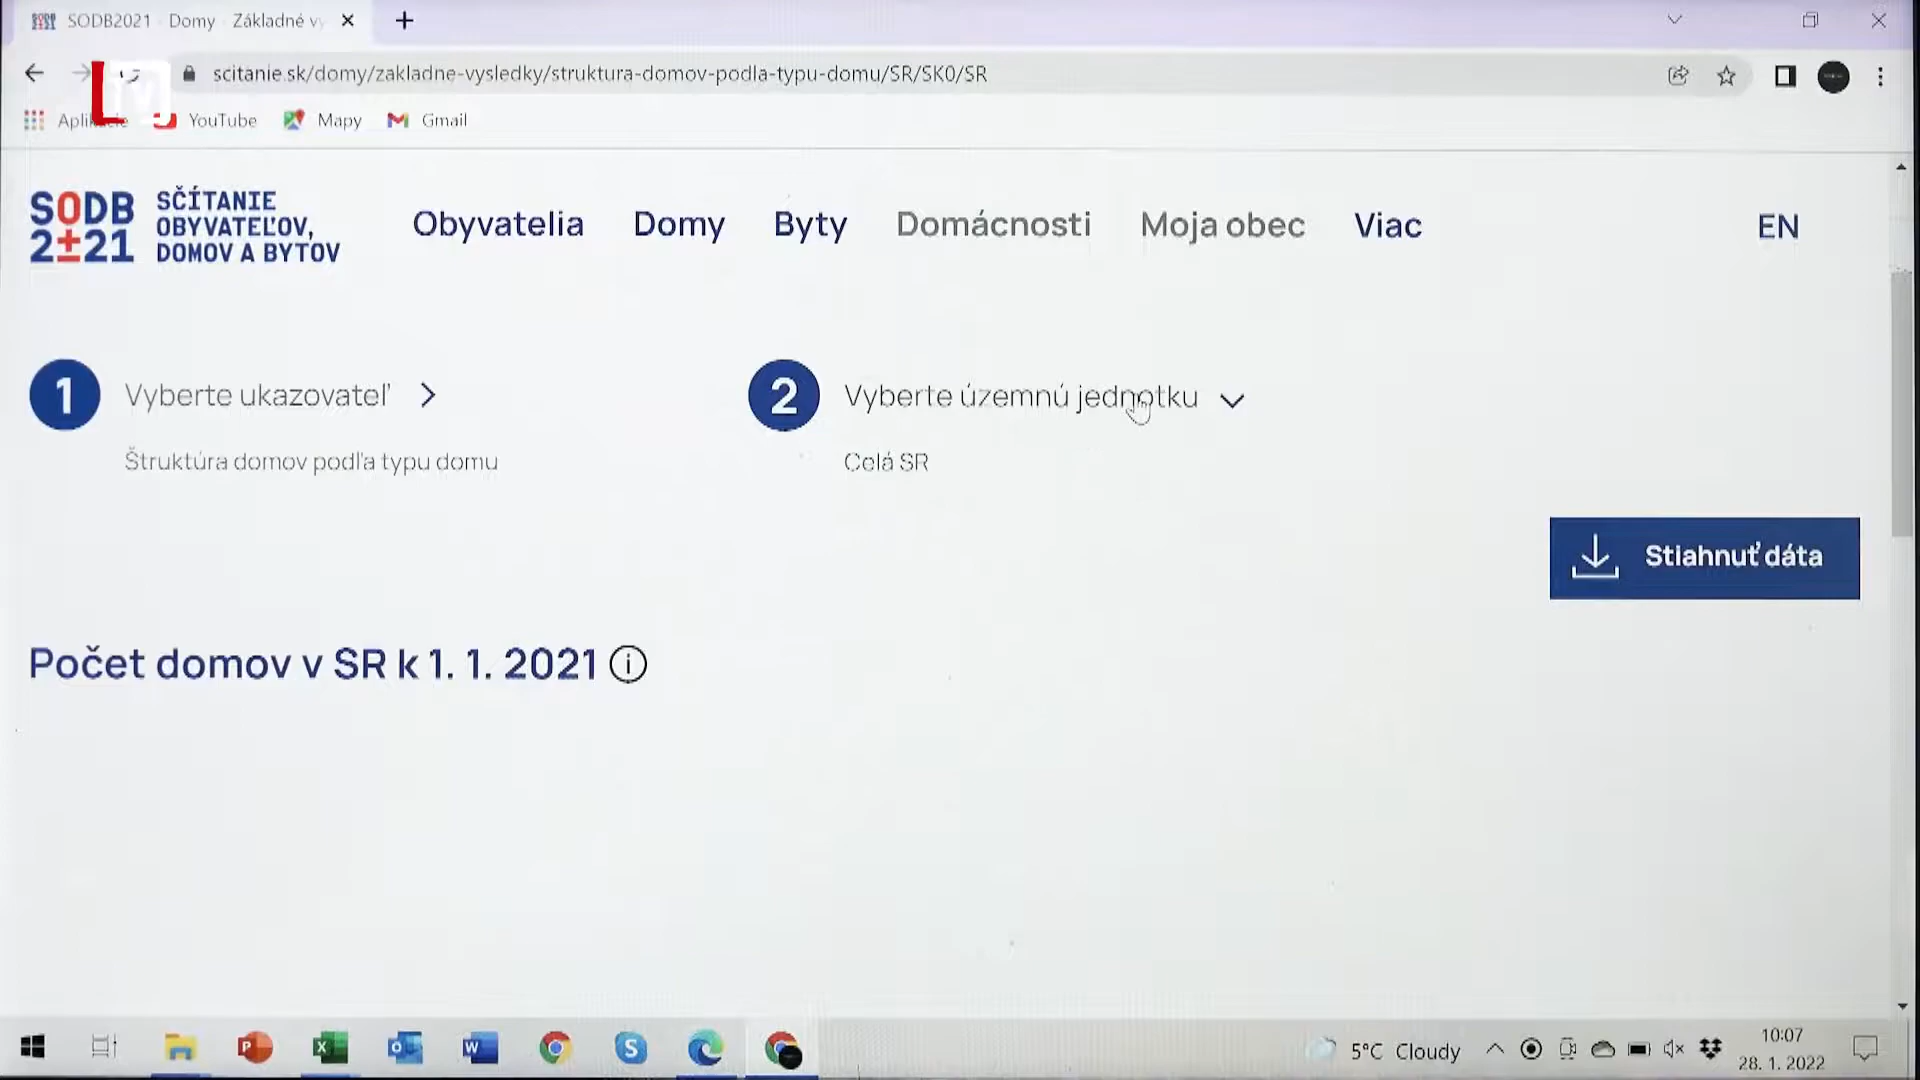 SODB2021 - Domy - Základné v
scitanie.sk/domy/zakladne-vysledky/struktura-domov-podla-typu-domu/SR/SK0/SR
YouTube
Mapy
Gmail
SODB
2±21
SČÍTANIE
OBYVATEĽOV,
DOMOV A BYTOV
Obyvatelia
Domy
Byty
Domácnosti
Moja obec
Viac
EN
1
Vyberte ukazovateľ
Štruktúra domov podľa typu domu
2
Vyberte územnú jednotku
Celá SR
Stiahnuť dáta
Počet domov v SR k 1. 1. 2021
5°C Cloudy
10:07
28. 1. 2022